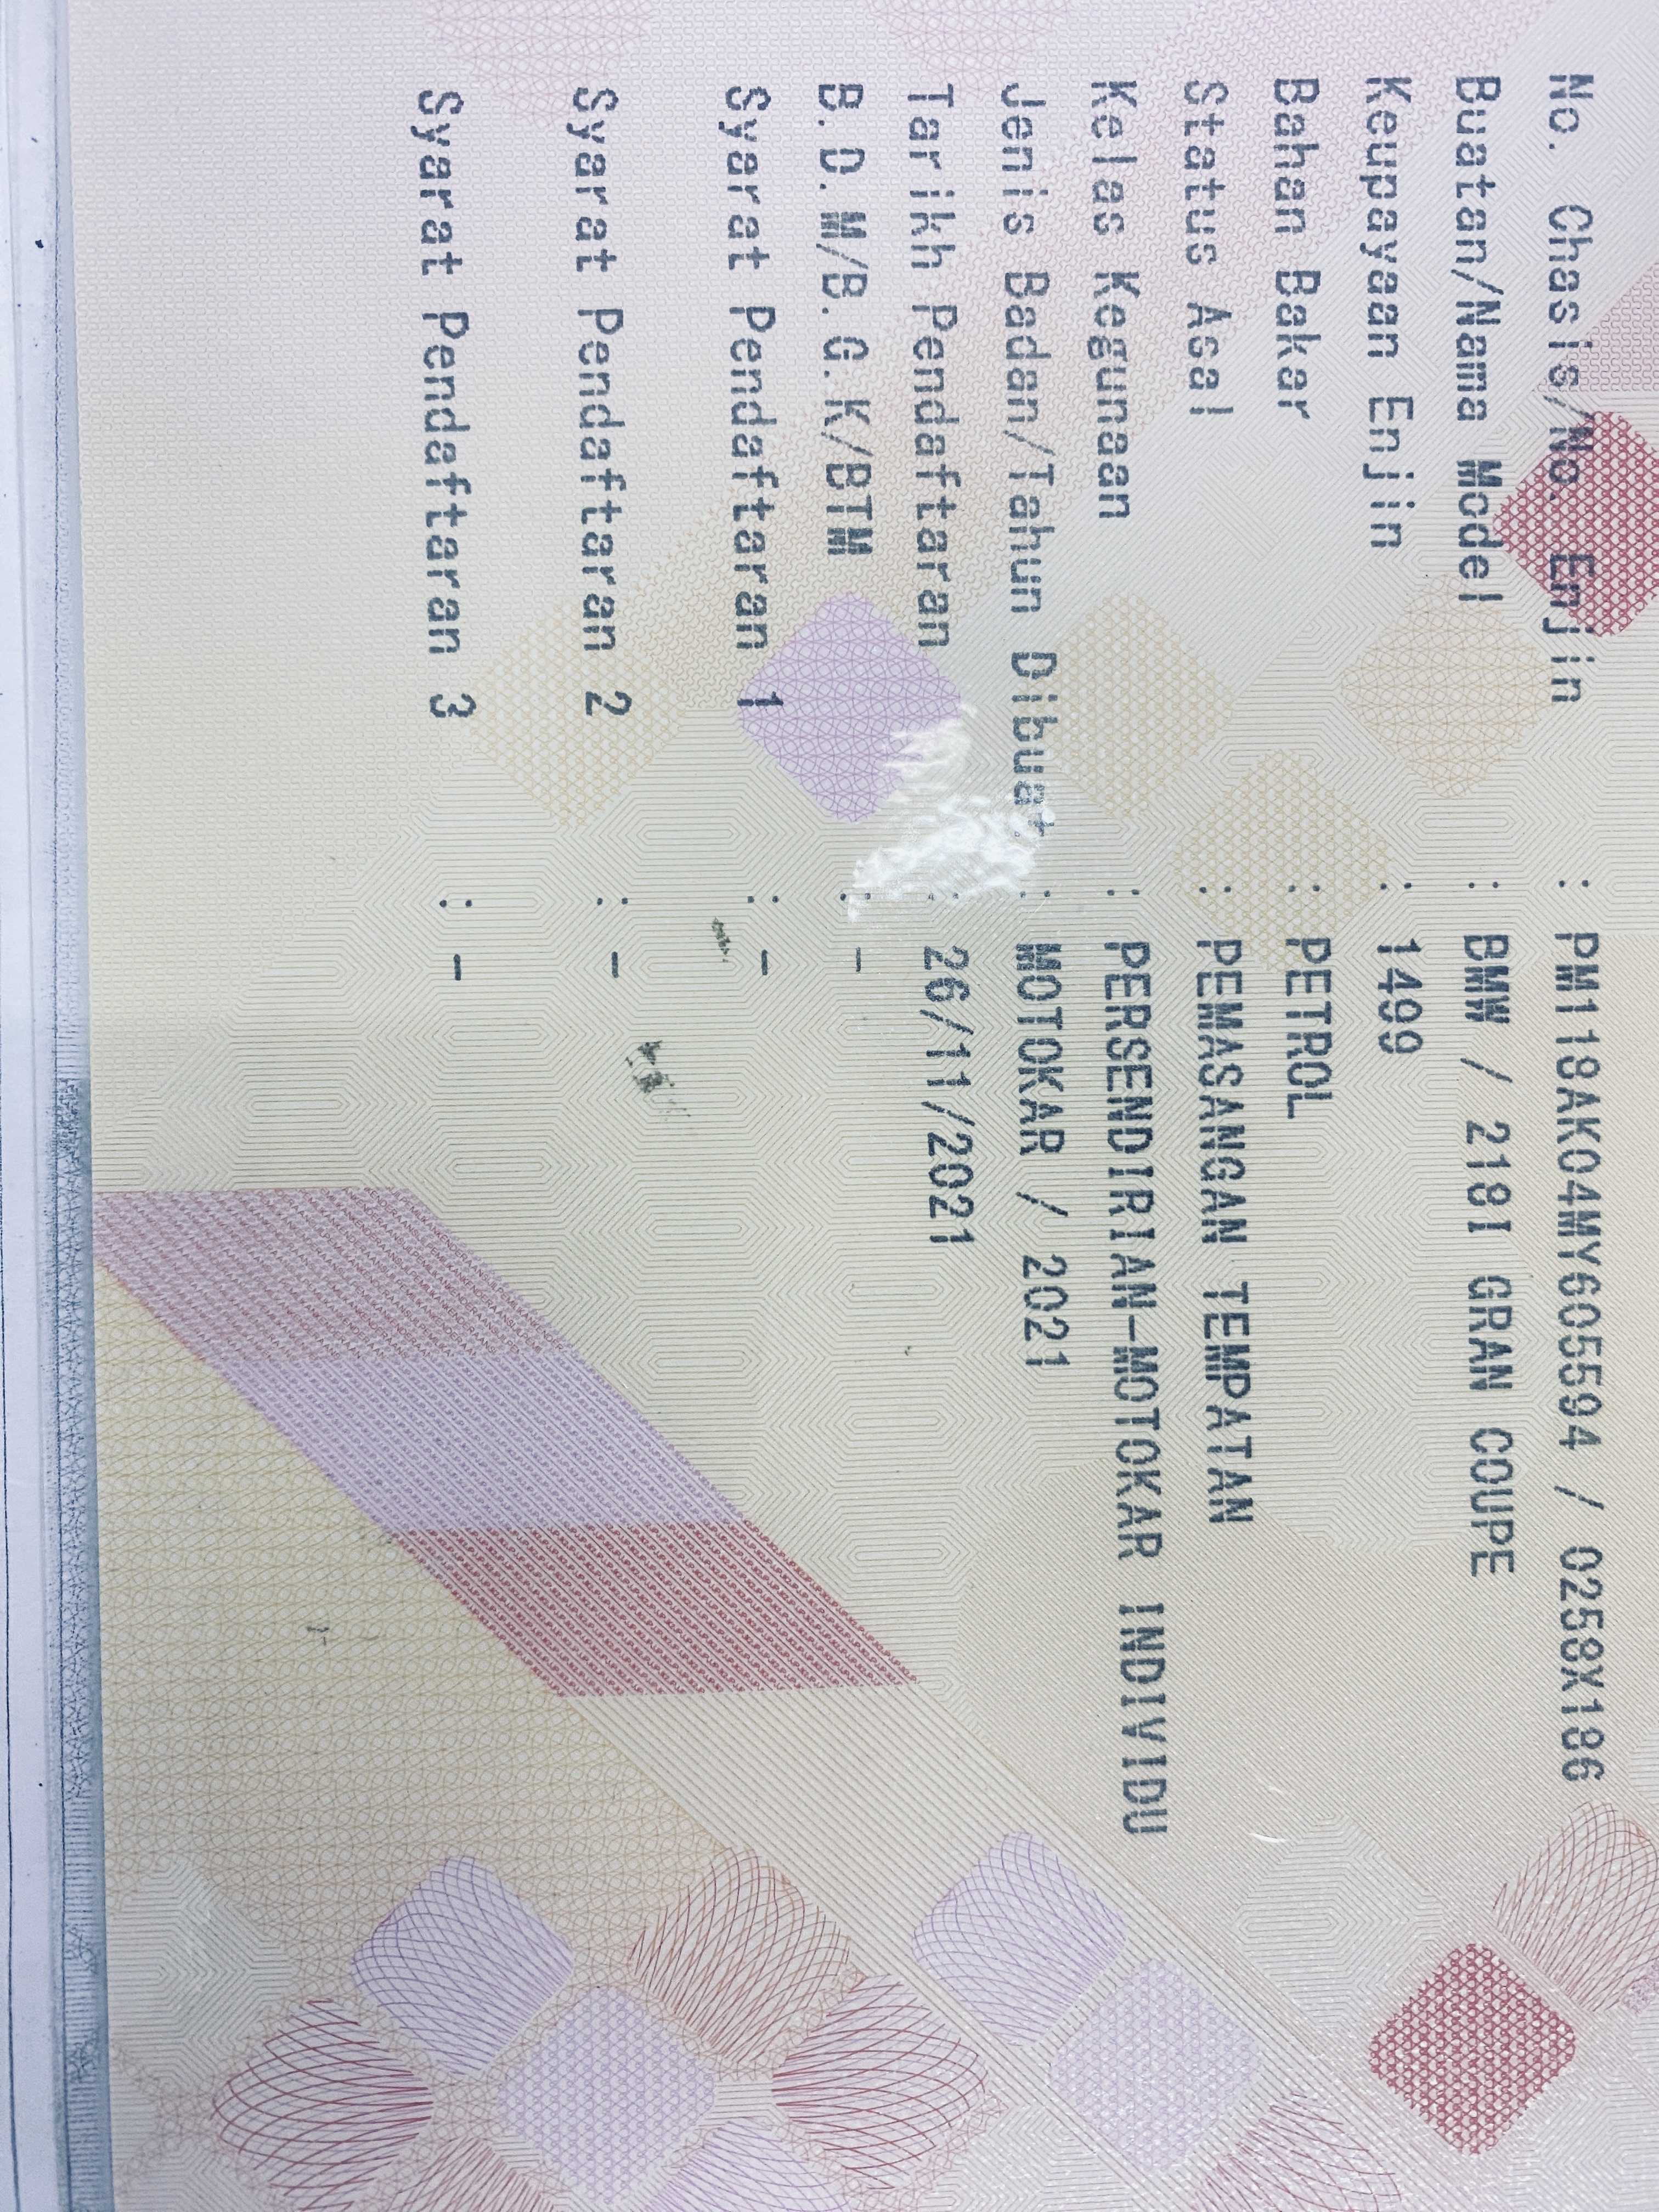 No. Chasis/No. Enjin : PM118AK04MY605594 / 0258X186
Buatan/Nama Model : BMW / 218I GRAN COUPE
Keupayaan Enjin : 1499
Bahan Bakar : PETROL
Status Asal : PEMASANGAN TEMPATAN
Kelas Kegunaan : PERSENDIRIAN-MOTOKAR INDIVIDU
Jenis Badan/Tahun Dibuat : MOTOKAR / 2021
Tarikh Pendaftaran : 26/11/2021
B.D.M/B.G.K/BTM : -
Syarat Pendaftaran 1 : -
Syarat Pendaftaran 2 : -
Syarat Pendaftaran 3 : -